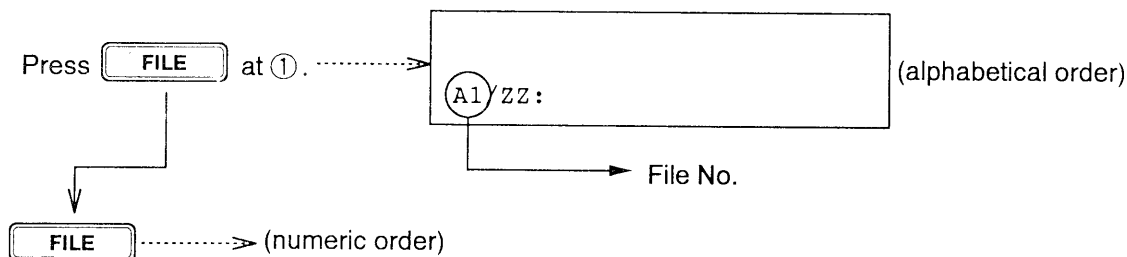 Press FILE at ①. (alphabetical order)
A1/ZZ:
File No.
FILE (numeric order)